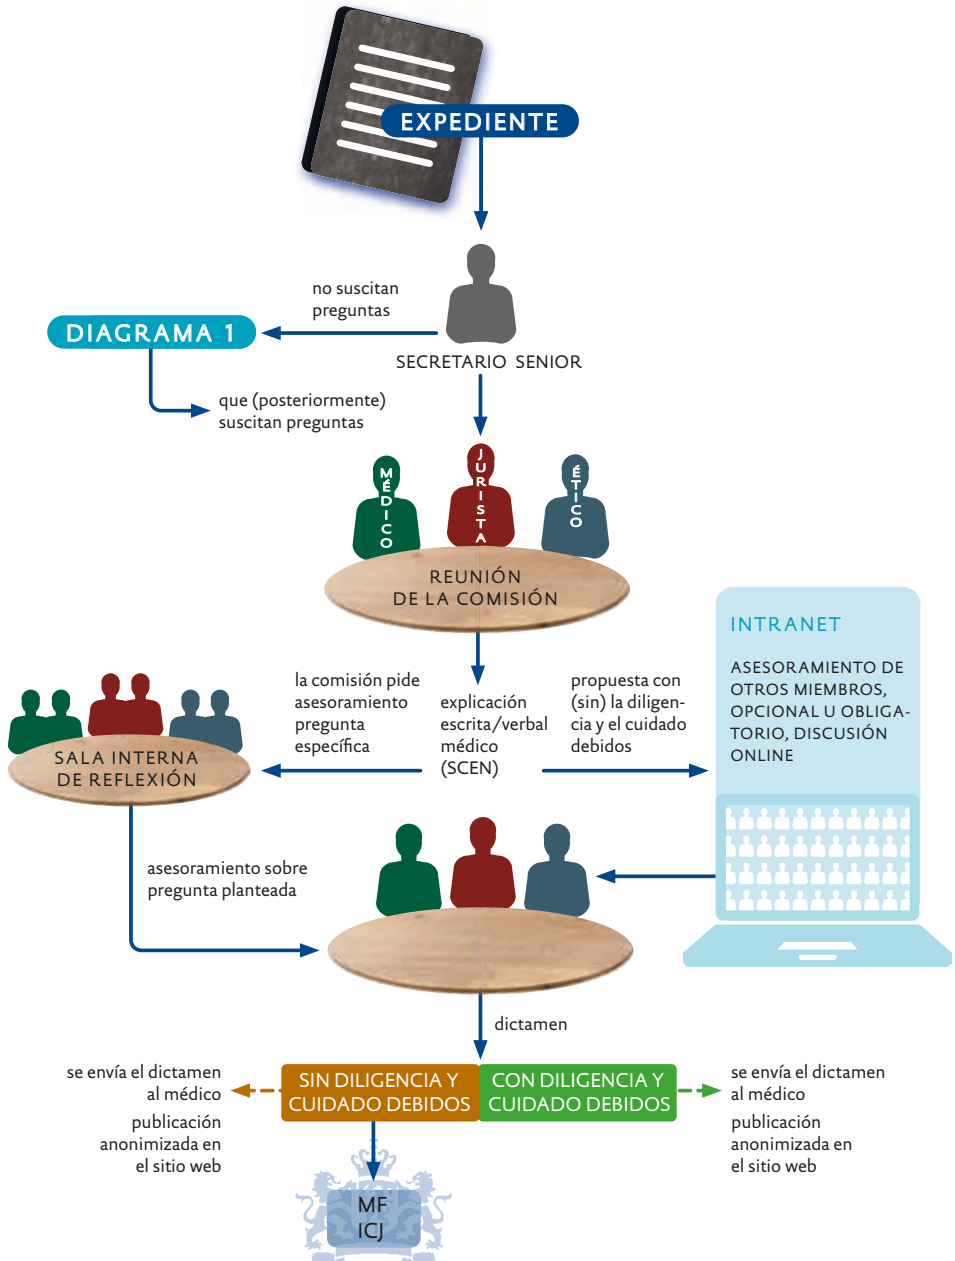 EXPEDIENTE
no suscitan
preguntas
DIAGRAMA 1
SECRETARIO SENIOR
que (posteriormente)
suscitan preguntas
MÉDICO
JURISTA
ÉTICO
REUNIÓN
DE LA COMISIÓN
INTRANET
ASESORAMIENTO DE
OTROS MIEMBROS,
OPCIONAL U OBLIGA-
TORIO, DISCUSIÓN
ONLINE
la comisión pide
asesoramiento
pregunta
específica
explicación
escrita/verbal
médico
(SCEN)
propuesta con
(sin) la diligen-
cia y el cuidado
debidos
SALA INTERNA
DE REFLEXIÓN
asesoramiento sobre
pregunta planteada
dictamen
se envía el dictamen
al médico
publicación
anonimizada en
el sitio web
SIN DILIGENCIA Y
CUIDADO DEBIDOS
CON DILIGENCIA Y
CUIDADO DEBIDOS
se envía el dictamen
al médico
publicación
anonimizada en
el sitio web
MF
ICJ